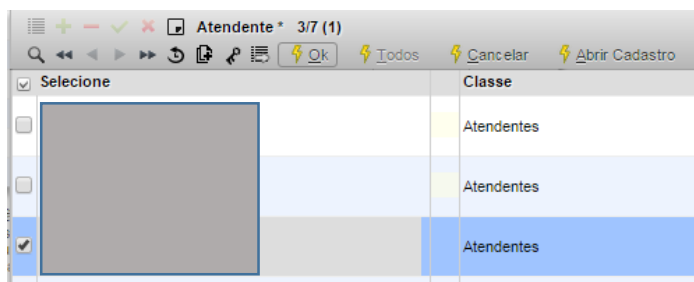 Atendente * 3/7 (1)
Ok Todos Cancelar Abrir Cadastro
Selecione Classe
Atendentes
Atendentes
Atendentes